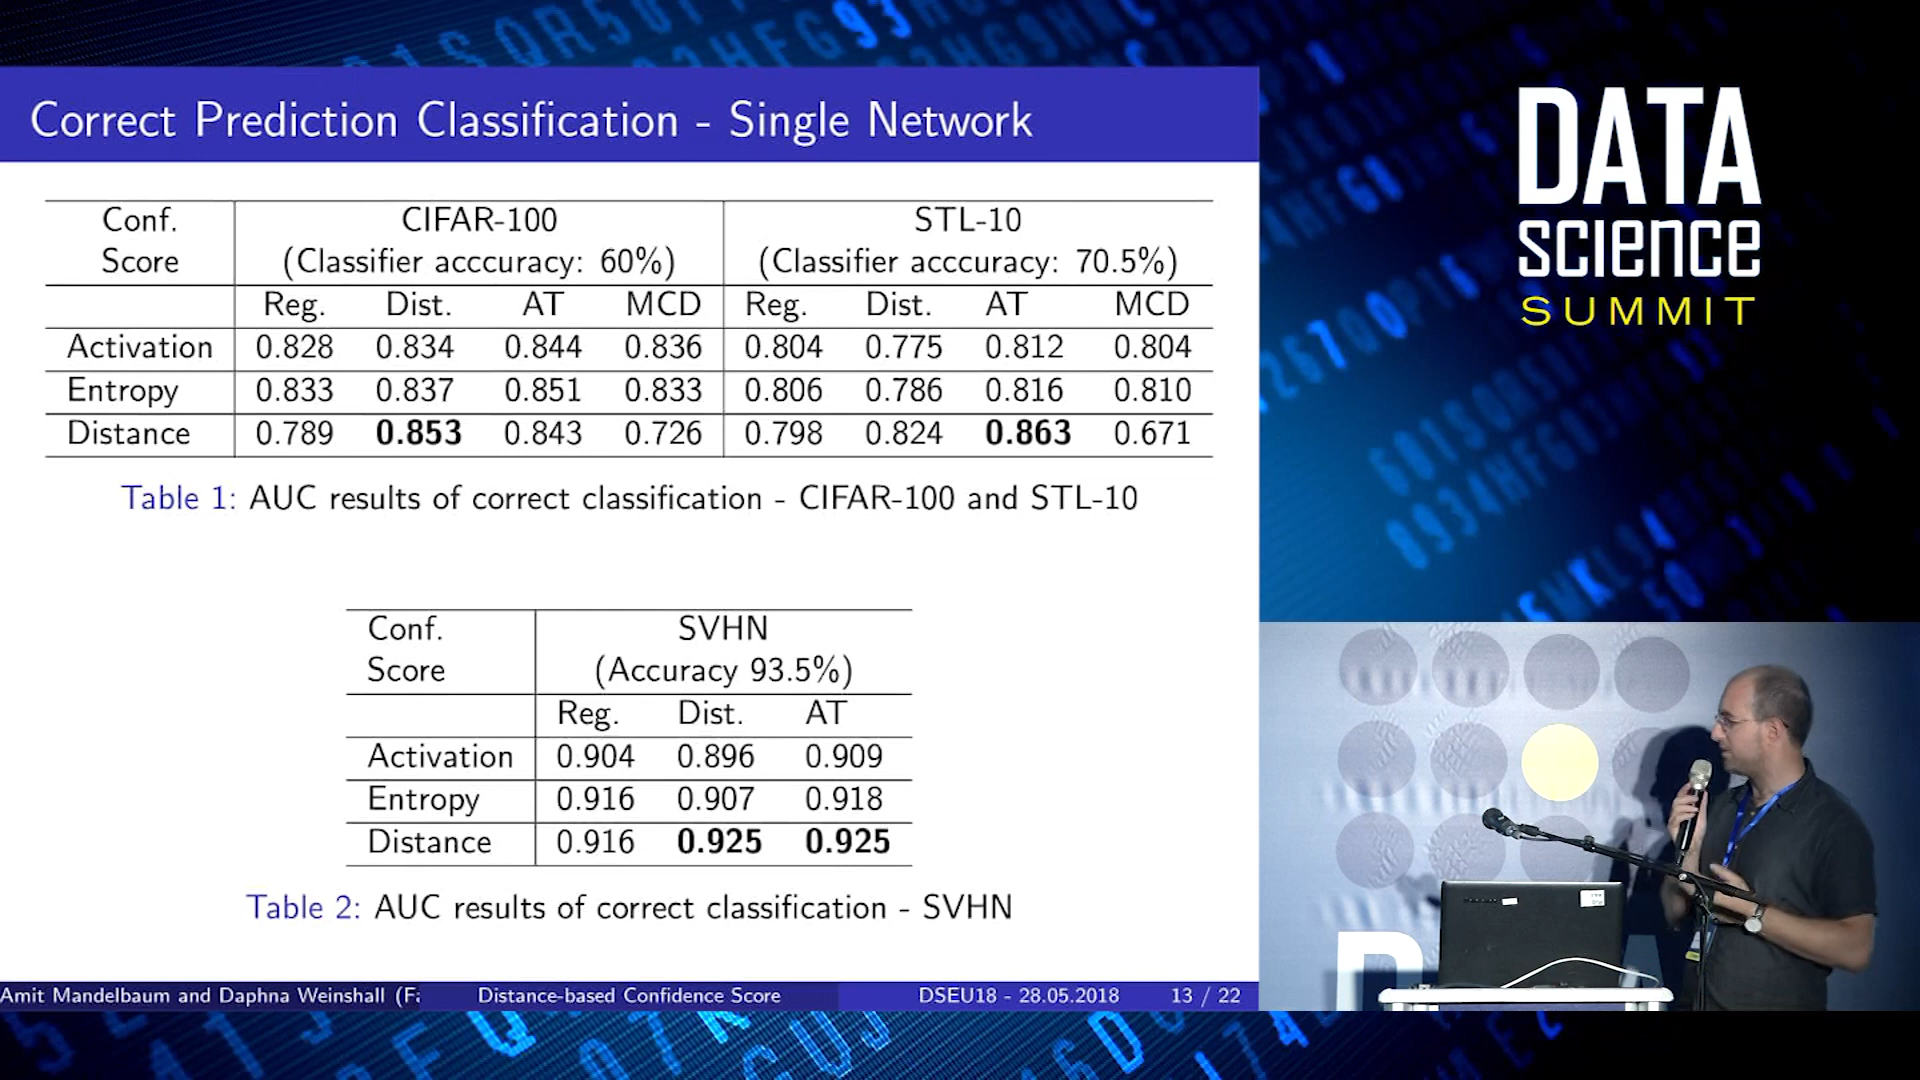 Correct Prediction Classification - Single Network
Conf. CIFAR-100 STL-10
Score (Classifier acccuracy: 60%) (Classifier acccuracy: 70.5%)
Reg. Dist. AT MCD Reg. Dist. AT MCD
Activation 0.828 0.834 0.844 0.836 0.804 0.775 0.812 0.804
Entropy 0.833 0.837 0.851 0.833 0.806 0.786 0.816 0.810
Distance 0.789 0.853 0.843 0.726 0.798 0.824 0.863 0.671
Table 1: AUC results of correct classification - CIFAR-100 and STL-10
Conf. SVHN
Score (Accuracy 93.5%)
Reg. Dist. AT
Activation 0.904 0.896 0.909
Entropy 0.916 0.907 0.918
Distance 0.916 0.925 0.925
Table 2: AUC results of correct classification - SVHN
Amit Mandelbaum and Daphna Weinshall Distance-based Confidence Score DSEU18 - 28.05.2018 13 / 22
DATA
SCIENCE
SUMMIT